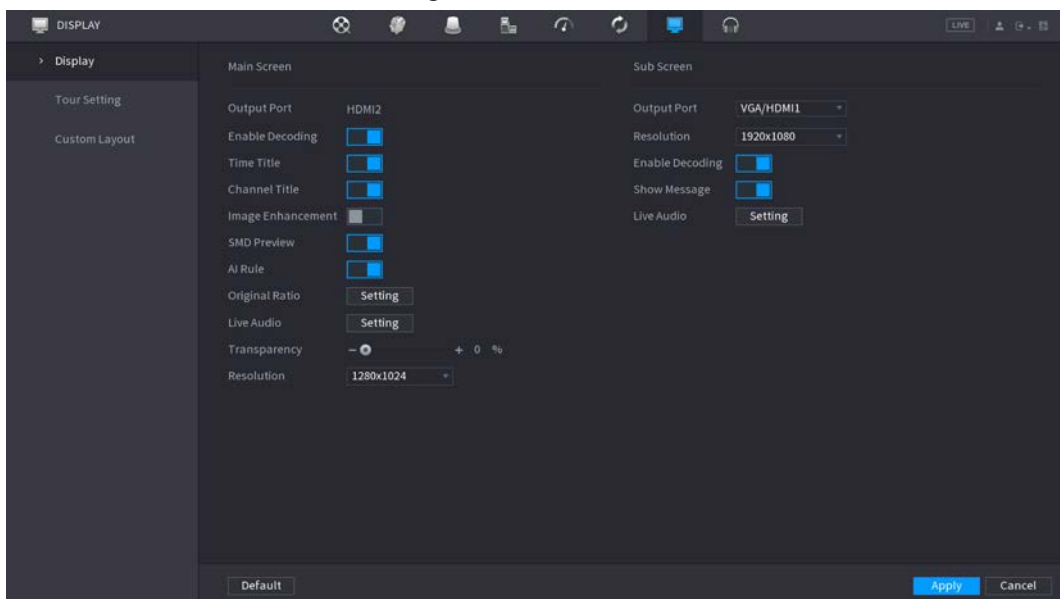 DISPLAY
LIVE
Display
Tour Setting
Custom Layout
Main Screen
Output Port HDMI2
Enable Decoding
Time Title
Channel Title
Image Enhancement
SMD Preview
AI Rule
Original Ratio Setting
Live Audio Setting
Transparency − + 0 %
Resolution 1280x1024
Sub Screen
Output Port VGA/HDMI1
Resolution 1920x1080
Enable Decoding
Show Message
Live Audio Setting
Default
Apply Cancel